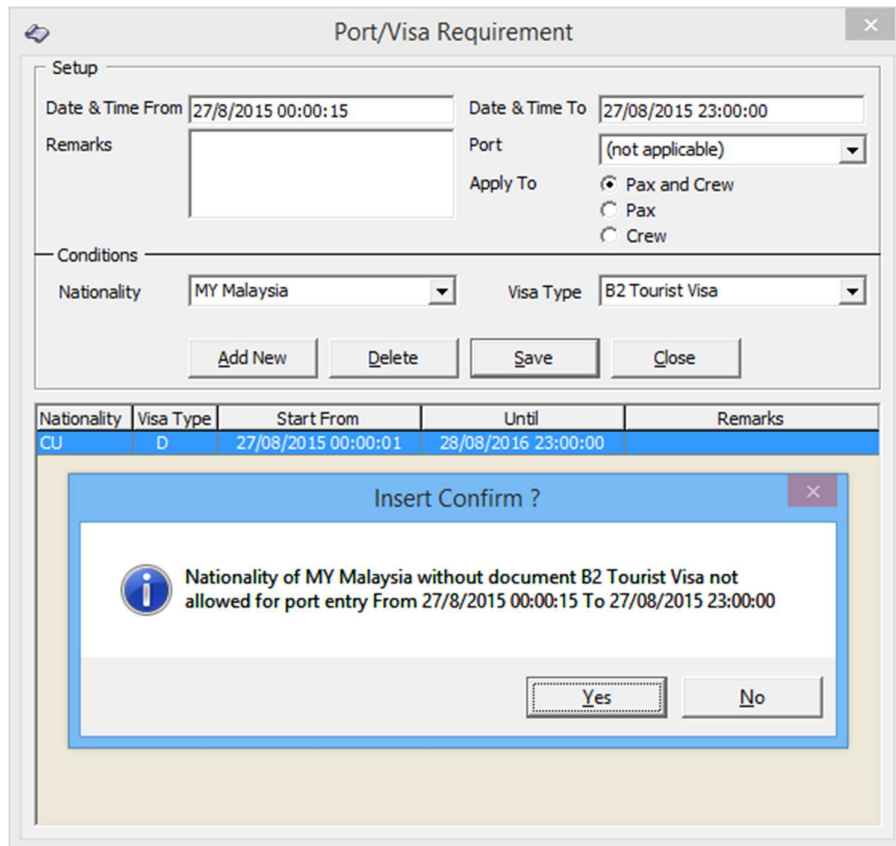 Port/Visa Requirement
Setup
Date & Time From 27/8/2015 00:00:15 Date & Time To 27/08/2015 23:00:00
Remarks Port (not applicable)
Apply To Pax and Crew
Pax
Crew
Conditions
Nationality MY Malaysia Visa Type B2 Tourist Visa
Add New Delete Save Close
Nationality Visa Type Start From Until Remarks
CU D 27/08/2015 00:00:01 28/08/2016 23:00:00
Insert Confirm ?
Nationality of MY Malaysia without document B2 Tourist Visa not
allowed for port entry From 27/8/2015 00:00:15 To 27/08/2015 23:00:00
Yes No